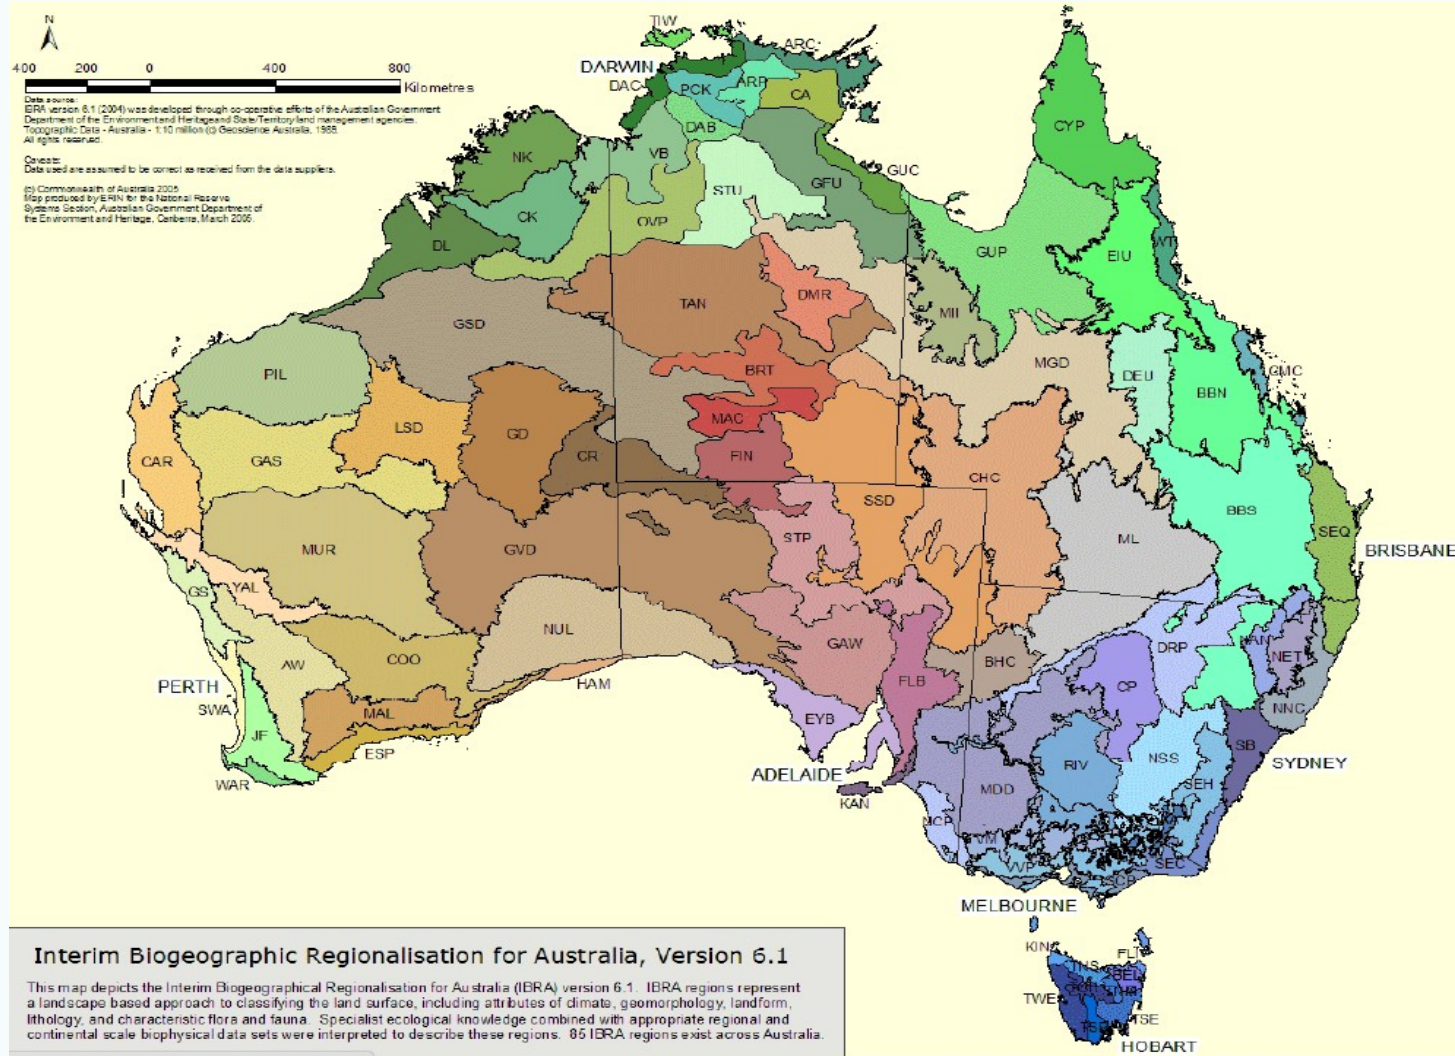 N
400 200 0 400 800
Kilometres
Data source:
IBRA version 6.1 (2004) was developed through co-operative efforts of the Australian Government
Department of the Environment and Heritage and State/Territory land management agencies.
Topographic Data - Australia - 1:10 million (c) Geoscience Australia, 1988.
All rights reserved.
Caveats:
Data used are assumed to be correct as received from the data suppliers.
(c) Commonwealth of Australia 2005
Map produced by ERIN for the National Reserve
Systems Section, Australian Government Department of
the Environment and Heritage, Canberra, March 2005.
TIW
ARC
DARWIN
DAC
PCK
ARP
CA
DAB
CYP
NK
VB
STU
GFU
GUC
CK
OVP
DL
GUP
EIU
WT
TAN
DMR
MII
GSD
PIL
BRT
MGD
DEU
BBN
CMC
LSD
GD
MAC
CAR
GAS
CR
FIN
CHC
SSD
BBS
SEQ
MUR
GVD
STP
ML
BRISBANE
GS
YAL
NUL
GAW
AW
COO
BHC
DRP
NAN
NET
PERTH
HAM
FLB
CP
SWA
MAL
EYB
NNC
JF
ESP
ADELAIDE
RIV
NSS
SB
SYDNEY
WAR
KAN
MDD
SEH
NCP
VM
VVP
SEC
SCP
MELBOURNE
KIN
FLI
TNS
BEL
TWE
TSE
TSR
HOBART
Interim Biogeographic Regionalisation for Australia, Version 6.1
This map depicts the Interim Biogeographical Regionalisation for Australia (IBRA) version 6.1. IBRA regions represent
a landscape based approach to classifying the land surface, including attributes of climate, geomorphology, landform,
lithology, and characteristic flora and fauna. Specialist ecological knowledge combined with appropriate regional and
continental scale biophysical data sets were interpreted to describe these regions. 85 IBRA regions exist across Australia.